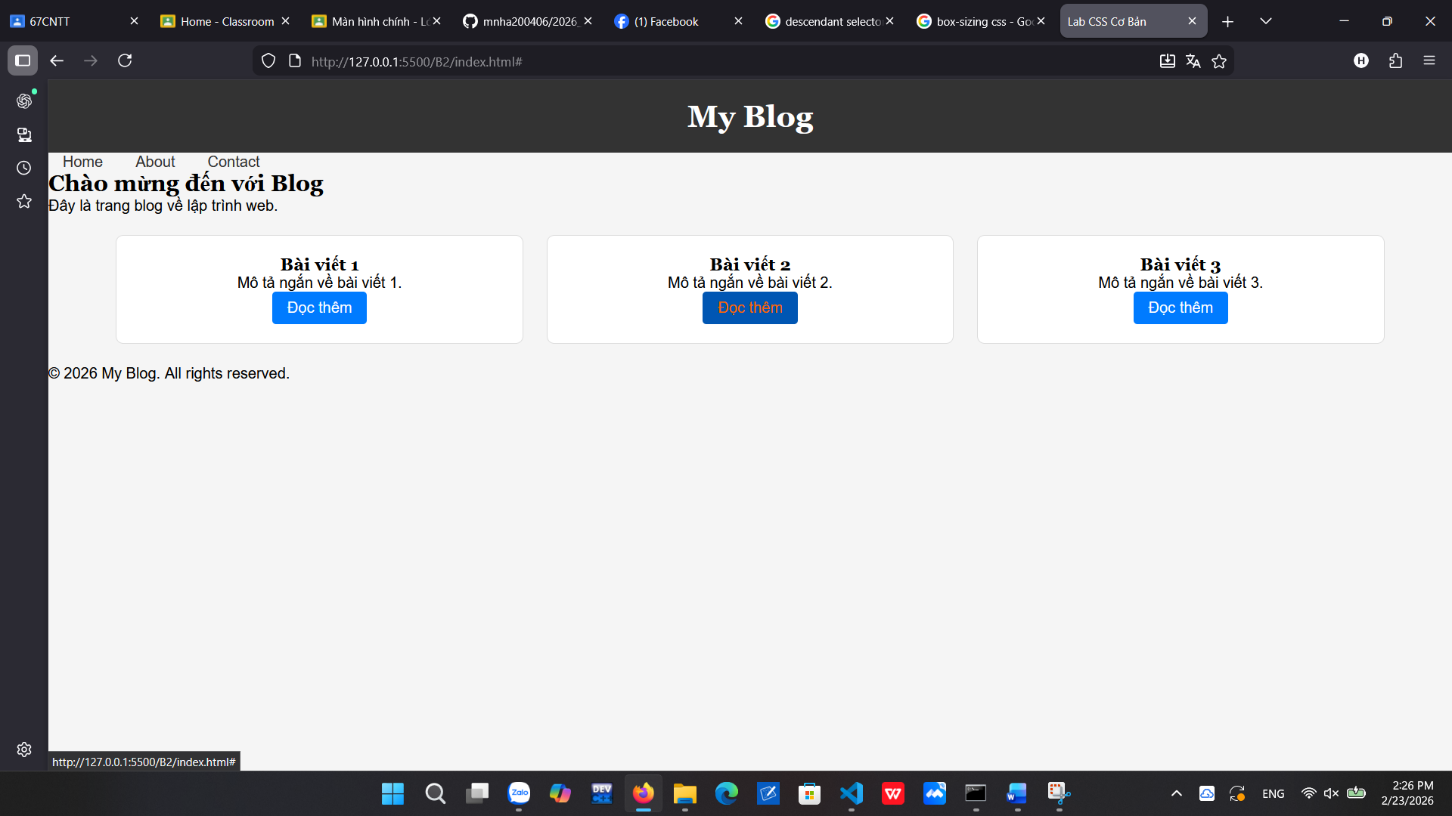 67CNTT
Home - Classroom
Màn hình chính - Lớ
mnha200406/2026_
(1) Facebook
descendant selecto
box-sizing css - Goo
Lab CSS Cơ Bản
http://127.0.0.1:5500/B2/index.html#
H
My Blog
Home About Contact
Chào mừng đến với Blog
Đây là trang blog về lập trình web.
Bài viết 1
Mô tả ngắn về bài viết 1.
Đọc thêm
Bài viết 2
Mô tả ngắn về bài viết 2.
Đọc thêm
Bài viết 3
Mô tả ngắn về bài viết 3.
Đọc thêm
© 2026 My Blog. All rights reserved.
http://127.0.0.1:5500/B2/index.html#
Zalo
DEV
ENG
2:26 PM
2/23/2026